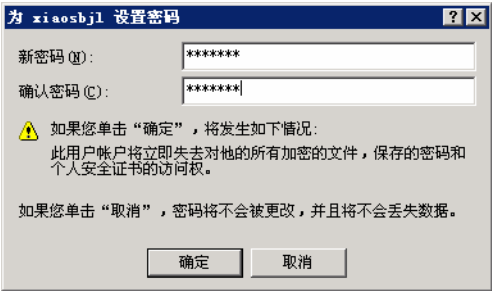 为 xiaosbjl 设置密码
新密码(N): *******
确认密码(C): *******
如果您单击“确定”，将发生如下情况:
此用户帐户将立即失去对他的所有加密的文件，保存的密码和
个人安全证书的访问权。
如果您单击“取消”，密码将不会被更改，并且将不会丢失数据。
确定 取消